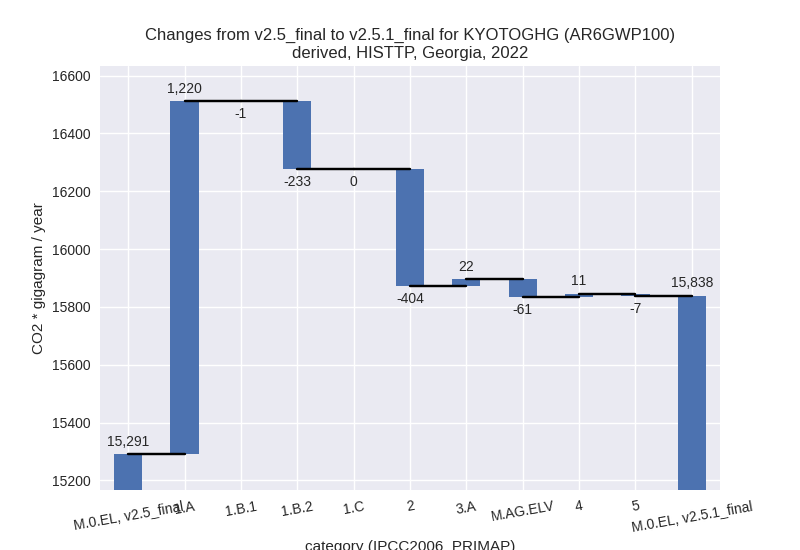 Changes from v2.5_final to v2.5.1_final for KYOTOGHG (AR6GWP100)
derived, HISTTP, Georgia, 2022
16600
16400
16200
16000
15800
15600
15400
15200
CO2 * gigagram / year
15,291
1,220
-1
-233
0
-404
22
-61
11
-7
15,838
M.0.EL, v2.5_final
1.A
1.B.1
1.B.2
1.C
2
3.A
M.AG.ELV
4
5
M.0.EL, v2.5.1_final
category (IPCC2006_PRIMAP)